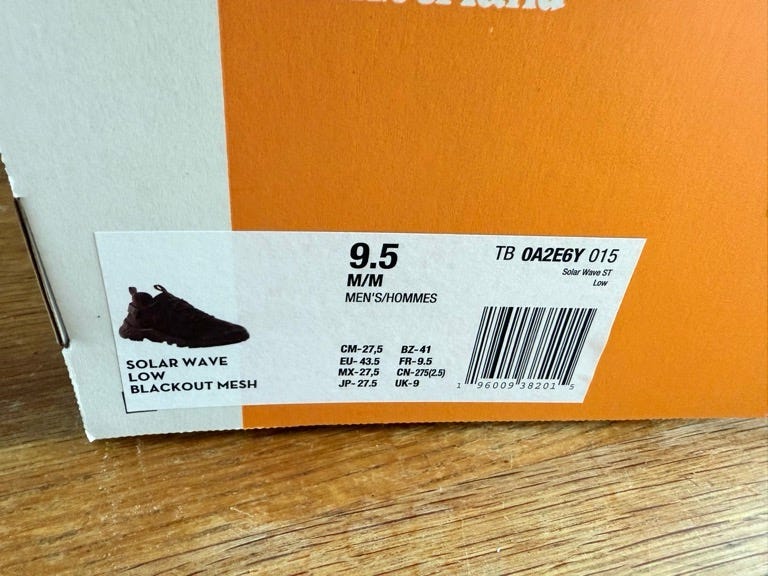 9.5
M/M
MEN'S/HOMMES
TB 0A2E6Y 015
Solar Wave ST
Low
SOLAR WAVE
LOW
BLACKOUT MESH
CM-27,5 BZ-41
EU-43.5 FR-9.5
MX-27,5 CN-275(2.5)
JP-27.5 UK-9
1 96009 38201 5